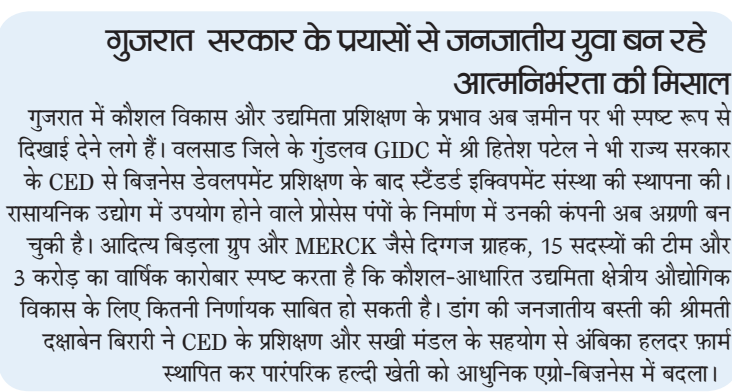 गुजरात सरकार के प्रयासों से जनजातीय युवा बन रहे
आत्मनिर्भरता की मिसाल
गुजरात में कौशल विकास और उद्यमिता प्रशिक्षण के प्रभाव अब ज़मीन पर भी स्पष्ट रूप से
दिखाई देने लगे हैं। वलसाड जिले के गुंडलव GIDC में श्री हितेश पटेल ने भी राज्य सरकार
के CED से बिज़नेस डेवलपमेंट प्रशिक्षण के बाद स्टैंडर्ड इक्विपमेंट संस्था की स्थापना की।
रासायनिक उद्योग में उपयोग होने वाले प्रोसेस पंपों के निर्माण में उनकी कंपनी अब अग्रणी बन
चुकी है। आदित्य बिड़ला ग्रुप और MERCK जैसे दिग्गज ग्राहक, 15 सदस्यों की टीम और
3 करोड़ का वार्षिक कारोबार स्पष्ट करता है कि कौशल-आधारित उद्यमिता क्षेत्रीय औद्योगिक
विकास के लिए कितनी निर्णायक साबित हो सकती है। डांग की जनजातीय बस्ती की श्रीमती
दक्षाबेन बिरारी ने CED के प्रशिक्षण और सखी मंडल के सहयोग से अंबिका हलदर फ़ार्म
स्थापित कर पारंपरिक हल्दी खेती को आधुनिक एग्रो-बिज़नेस में बदला।